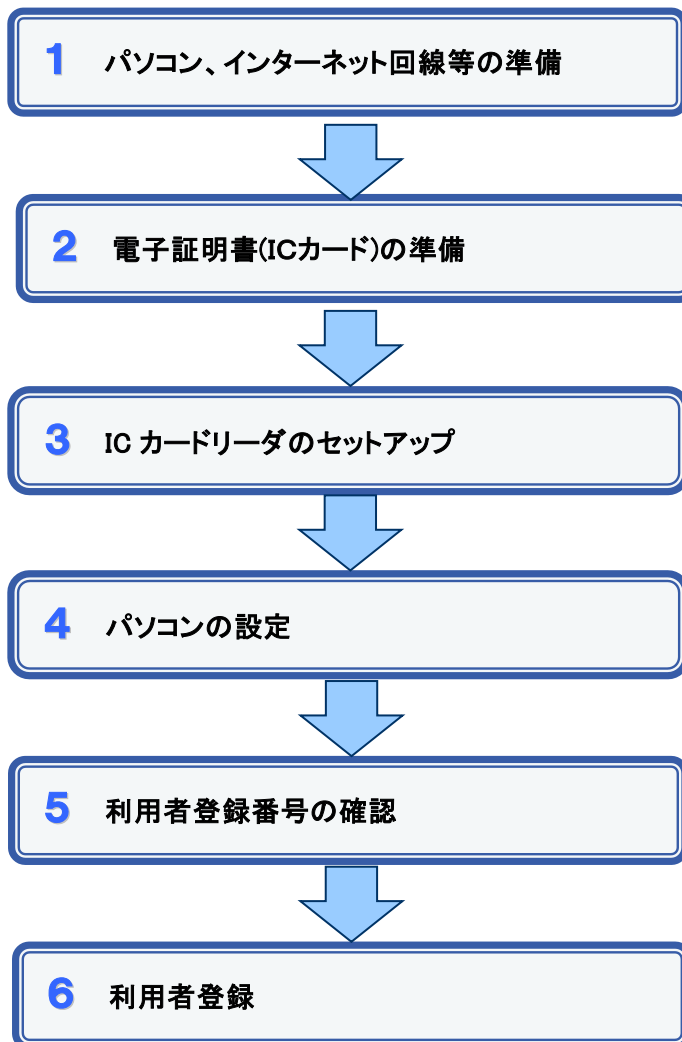 1 パソコン、インターネット回線等の準備
2 電子証明書(ICカード)の準備
3 IC カードリーダのセットアップ
4 パソコンの設定
5 利用者登録番号の確認
6 利用者登録